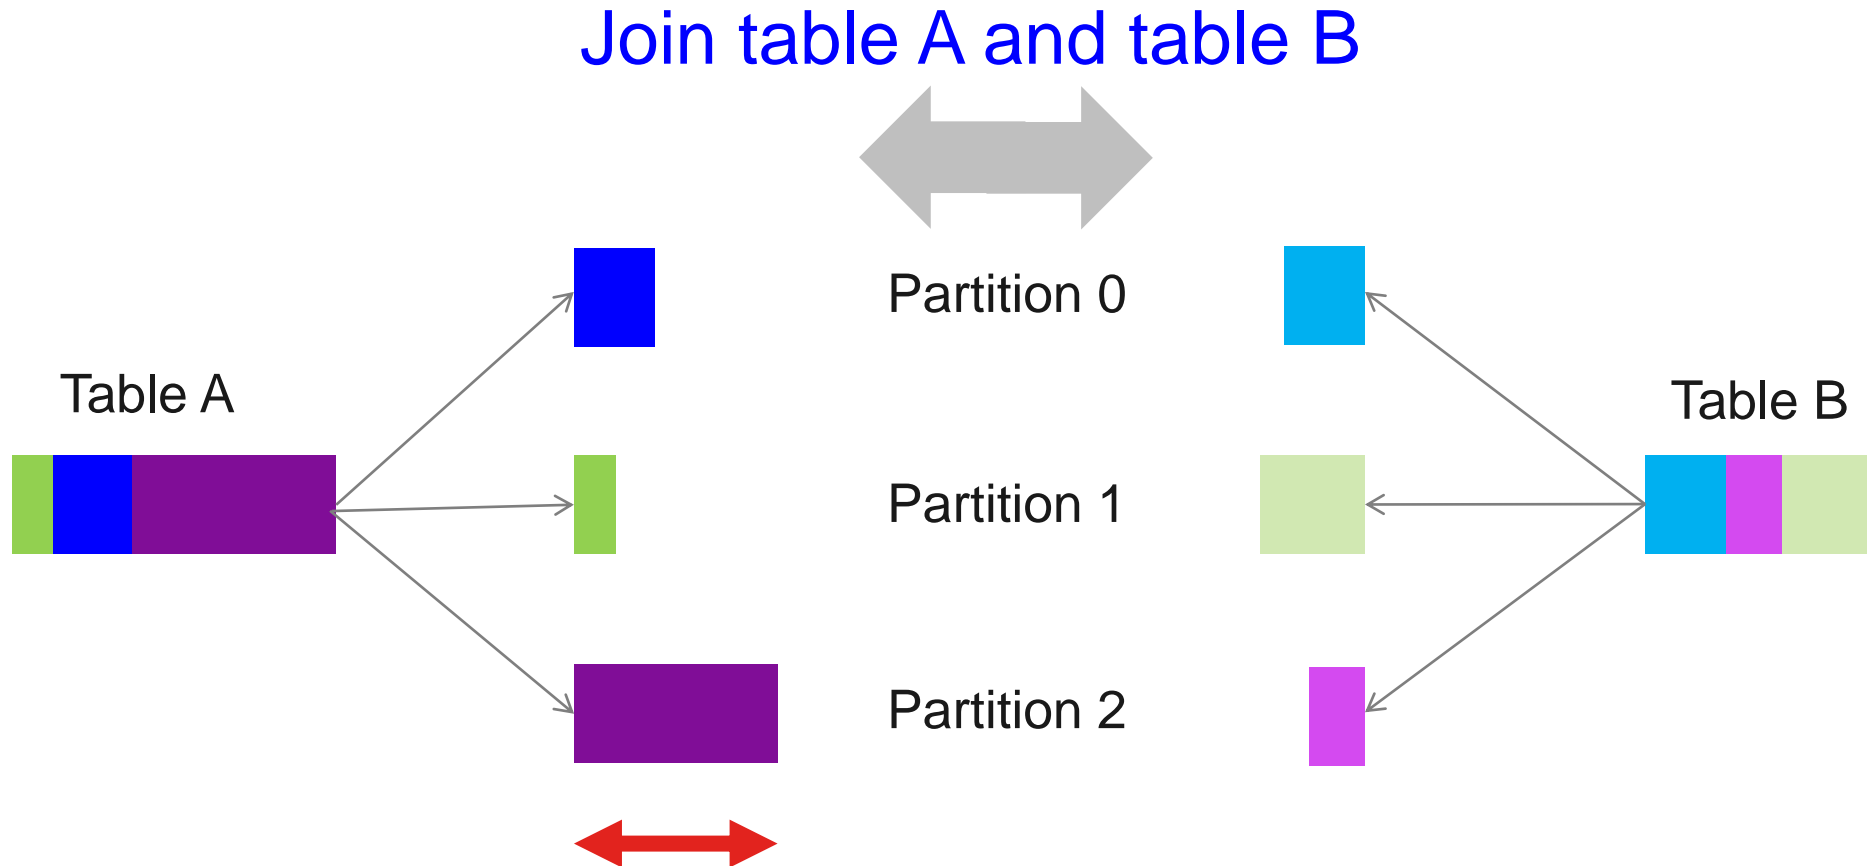 Join table A and table B
Partition 0
Table A
Table B
Partition 1
Partition 2